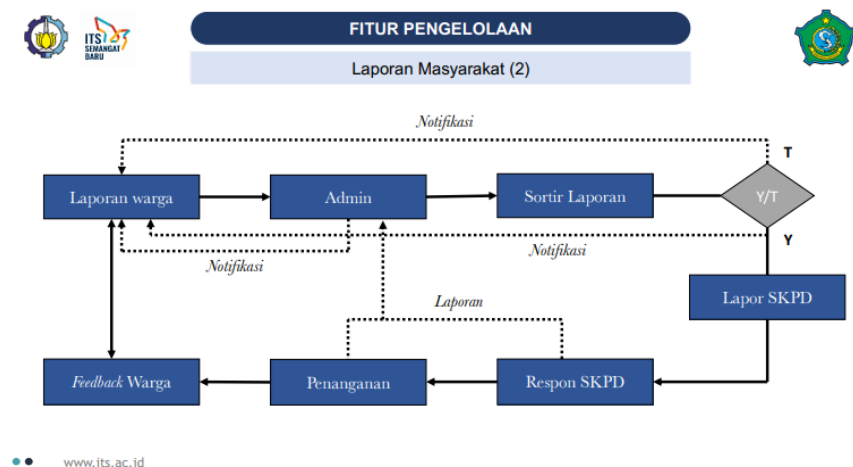 ITS
SEMANGAT
BARU
FITUR PENGELOLAAN
Laporan Masyarakat (2)
Notifikasi
T
Laporan warga
Admin
Sortir Laporan
Y/T
Y
Notifikasi
Notifikasi
Lapor SKPD
Laporan
Feedback Warga
Penanganan
Respon SKPD
www.its.ac.id